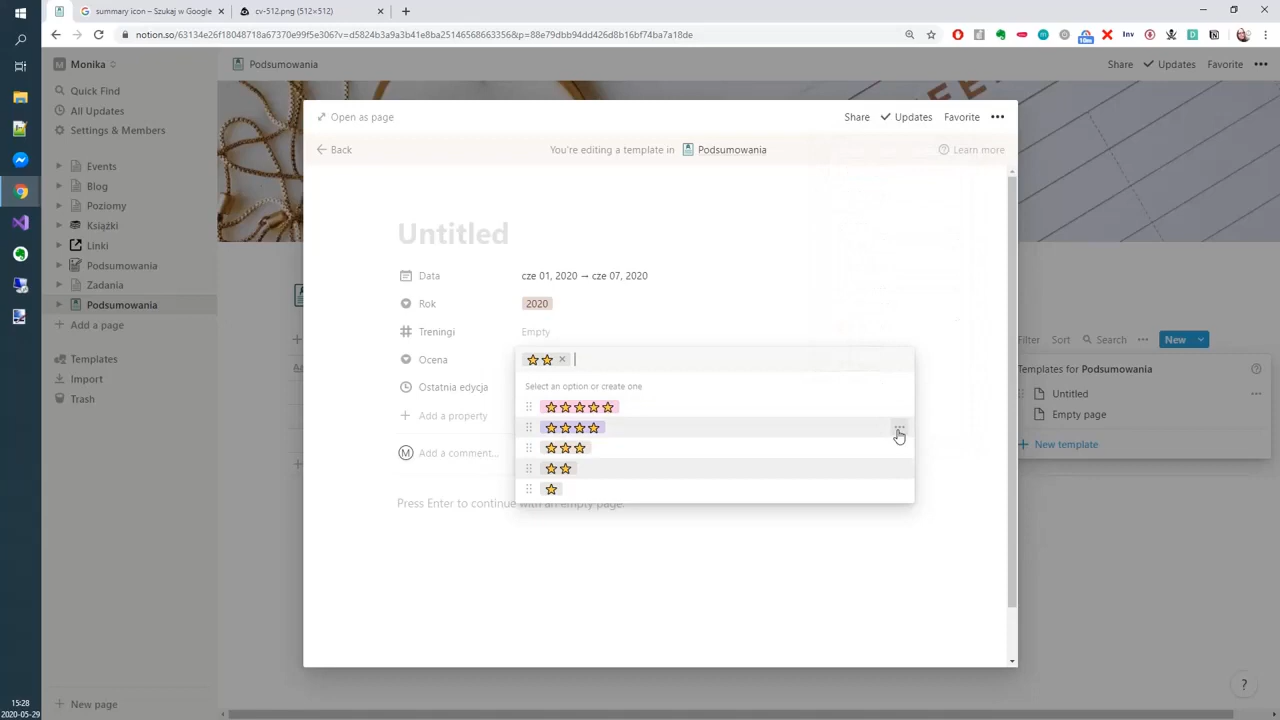 summary icon – Szukaj w Google
cv-512.png (512×512)
notion.so/63134e26f18048718a67370e99f5e306?v=d5824b3a9a3b41e8ba251465686633656&p=88e79dbb94dd426d8b16bf74ba7a18de
Inv
10m
Monika
Quick Find
All Updates
Settings & Members
Events
Blog
Poziomy
Książki
Linki
Podsumowania
Zadania
Podsumowania
Add a page
Templates
Import
Trash
New page
Podsumowania
Share
Updates
Favorite
Open as page
Share
Updates
Favorite
Back
You're editing a template in
Podsumowania
Learn more
Untitled
Data
cze 01, 2020 → cze 07, 2020
Rok
2020
Treningi
Empty
Ocena
Select an option or create one
Ostatnia edycja
Add a property
M
Add a comment...
Press Enter to continue with an empty page.
Filter
Sort
Search
New
Templates for Podsumowania
Untitled
Empty page
New template
15:28
2020-05-29